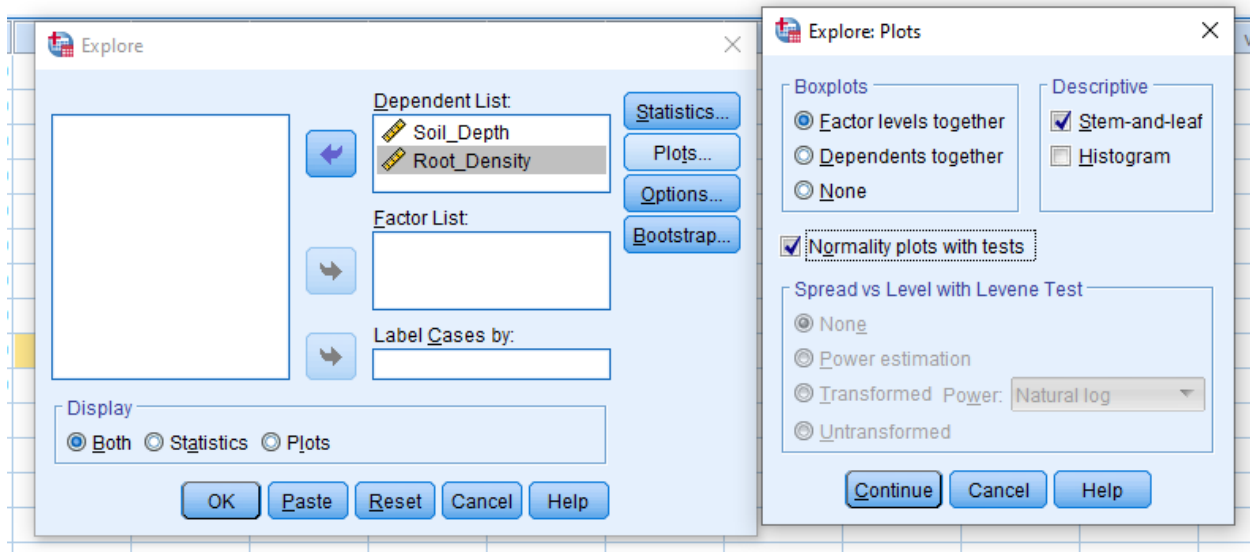 Explore
Dependent List:
Soil_Depth
Root_Density
Statistics...
Plots...
Options...
Bootstrap...
Factor List:
Label Cases by:
Display
Both Statistics Plots
OK Paste Reset Cancel Help
Explore: Plots
Boxplots
Factor levels together
Dependents together
None
Descriptive
Stem-and-leaf
Histogram
Normality plots with tests
Spread vs Level with Levene Test
None
Power estimation
Transformed Power: Natural log
Untransformed
Continue Cancel Help